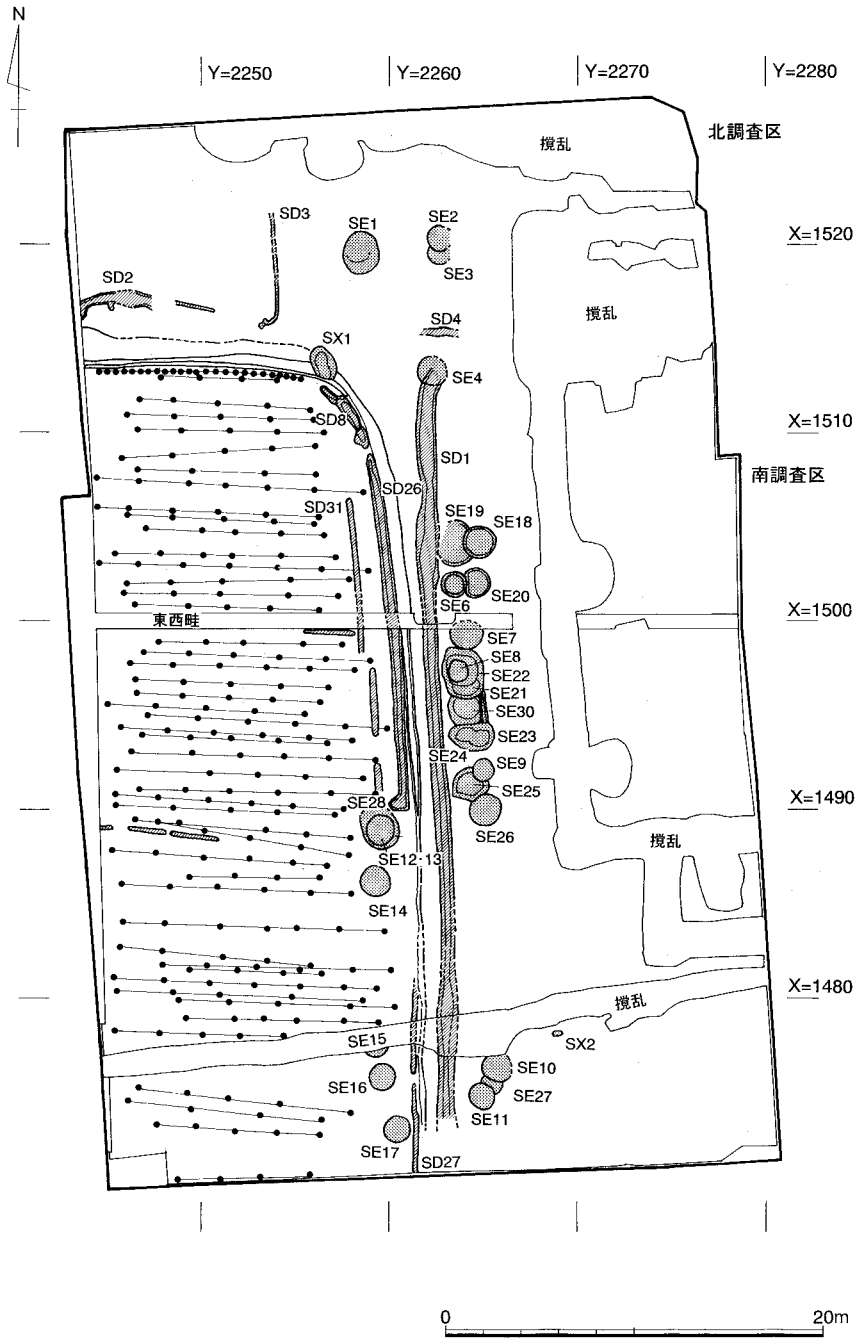 N
Y=2250
Y=2260
Y=2270
Y=2280
北調査区
撹乱
SD3
SE1
SE2
SE3
X=1520
SD2
撹乱
SD4
SX1
SE4
X=1510
SD8
SD1
南調査区
SD26
SD31
SE19
SE18
SE20
SE6
X=1500
東西畦
SE7
SE8
SE22
SE21
SE30
SE23
SE24
SE9
SE25
SE28
X=1490
SE26
撹乱
SE12・13
SE14
X=1480
撹乱
SX2
SE15
SE10
SE16
SE27
SE11
SE17
SD27
0
20m